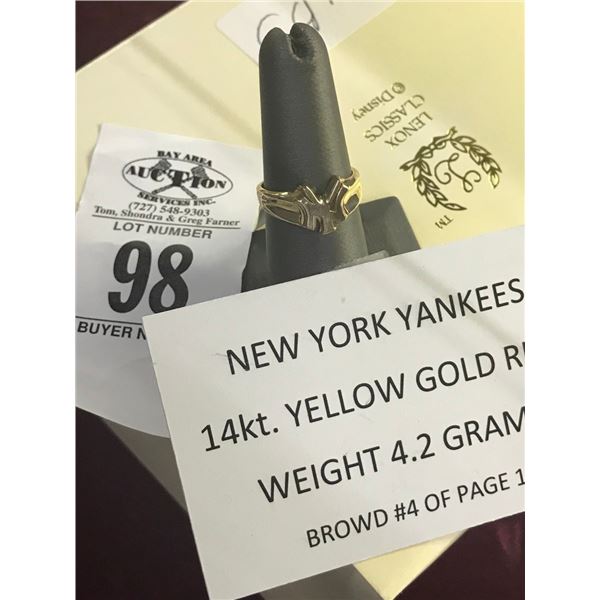 BAY AREA
AUCTION
SERVICES INC.
(727) 548-9303
Tom, Shondra & Greg Farner
LOT NUMBER
98
BUYER N
LENOX
CLASSICS
© Disney
L
TM
NEW YORK YANKEES
14kt. YELLOW GOLD R
WEIGHT 4.2 GRAM
BROWD #4 OF PAGE 1